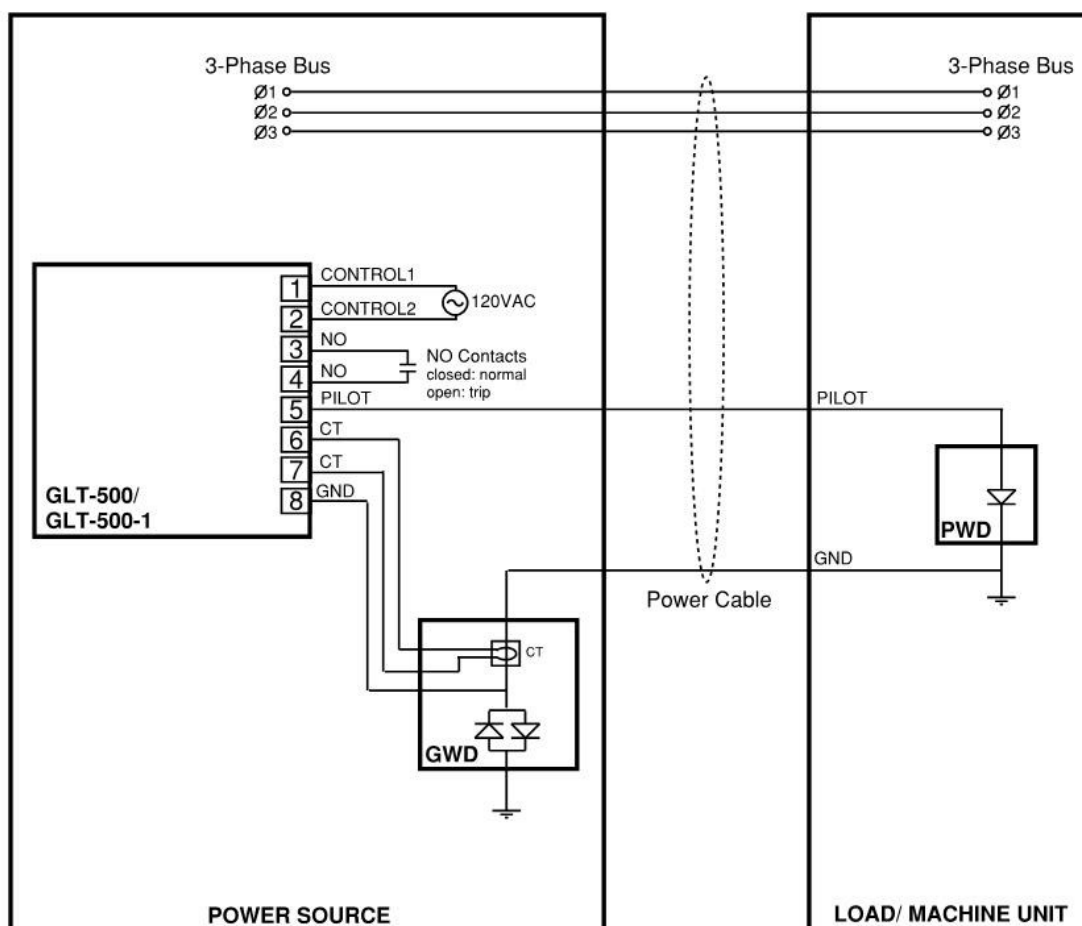 3-Phase Bus
Ø1
Ø2
Ø3
3-Phase Bus
Ø1
Ø2
Ø3
1 CONTROL1
2 CONTROL2
120VAC
3 NO
4 NO
NO Contacts
closed: normal
open: trip
5 PILOT
PILOT
6 CT
7 CT
8 GND
GLT-500/
GLT-500-1
PWD
GND
Power Cable
CT
GWD
POWER SOURCE
LOAD/ MACHINE UNIT